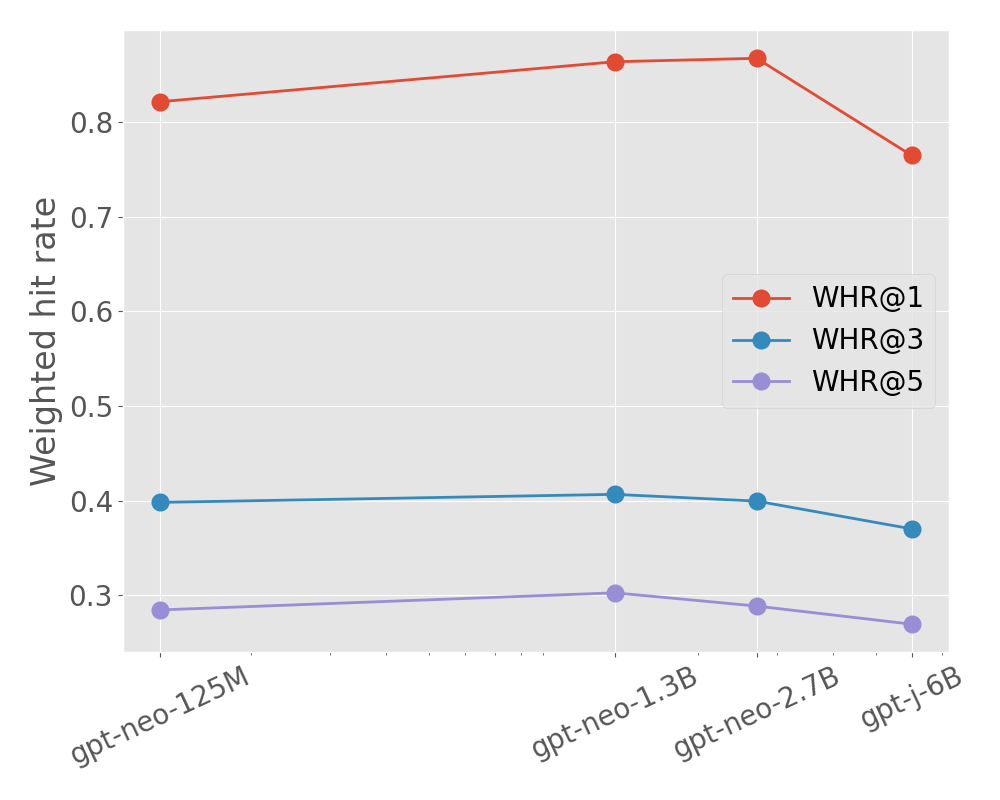 Weighted hit rate
0.8
0.7
0.6
0.5
0.4
0.3
WHR@1
WHR@3
WHR@5
gpt-neo-125M
gpt-neo-1.3B
gpt-neo-2.7B
gpt-j-6B